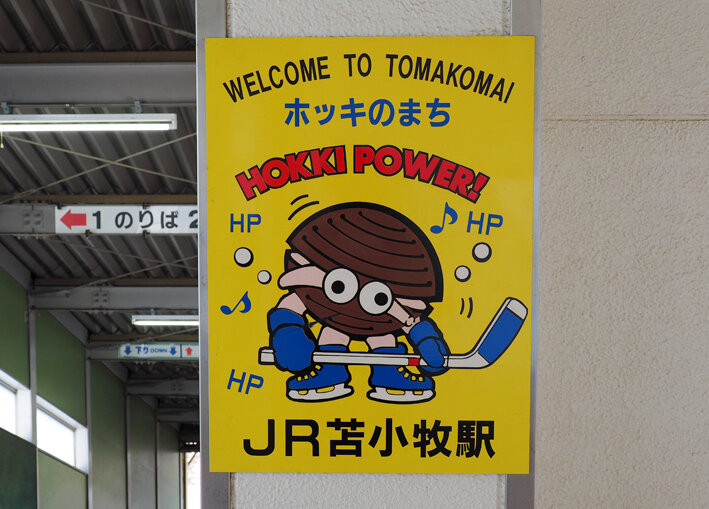 WELCOME TO TOMAKOMAI
ホッキのまち
HOKKI POWER!
HP
HP
HP
JR苫小牧駅
1 のりば 2
下り DOWN